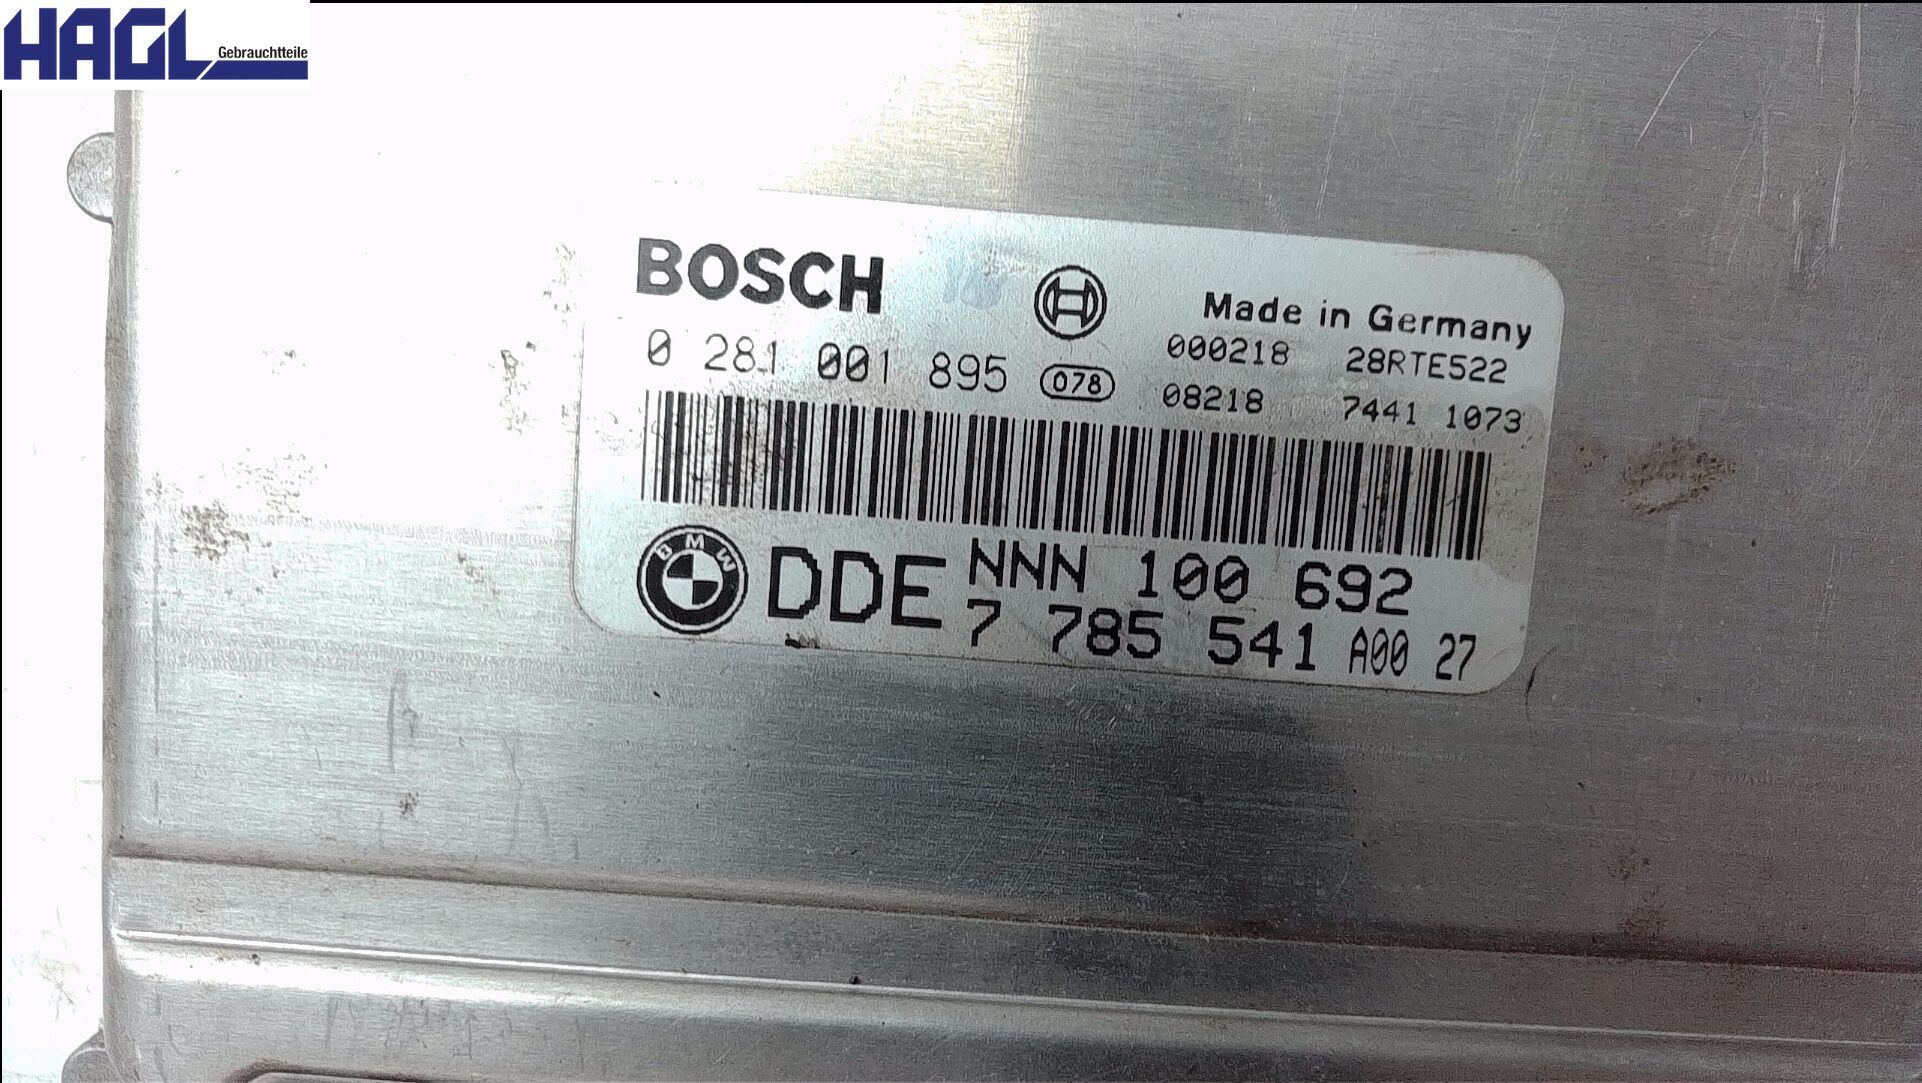 HAGL Gebrauchtteile
BOSCH
Made in Germany
0 281 001 895 078
000218 28RTE522
08218 7441 1073
BMW
DDE NNN 100 692
7 785 541 A00 27